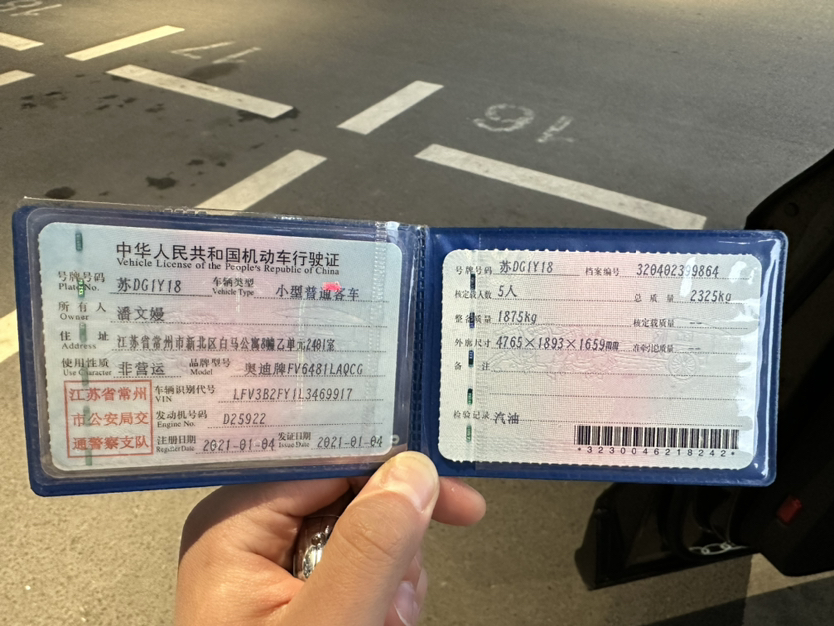 中华人民共和国机动车行驶证
Vehicle License of the People's Republic of China
号牌号码 苏DG1Y18 车辆类型 小型普通客车
Plate No. Vehicle Type
所有人 潘文嫚
Owner
住址 江苏省常州市新北区白马公寓8幢乙单元2401室
Address
使用性质 非营运 品牌型号 奥迪牌FV6481LAQCG
Use Character Model
江苏省常州
市公安局交
通警察支队
车辆识别代号 LFV3B2FY1L3469917
VIN
发动机号码 D25922
Engine No.
注册日期 2021-01-04 发证日期 2021-01-04
Register Date Issue Date
号牌号码 苏DG1Y18 档案编号
核定载人数 5人 总质量 2325kg
整备质量 1875kg 核定载质量 --
外廓尺寸 4765×1893×1659mm 准牵引总质量 --
备注
检验记录 汽油
*3230046218242*
16
17